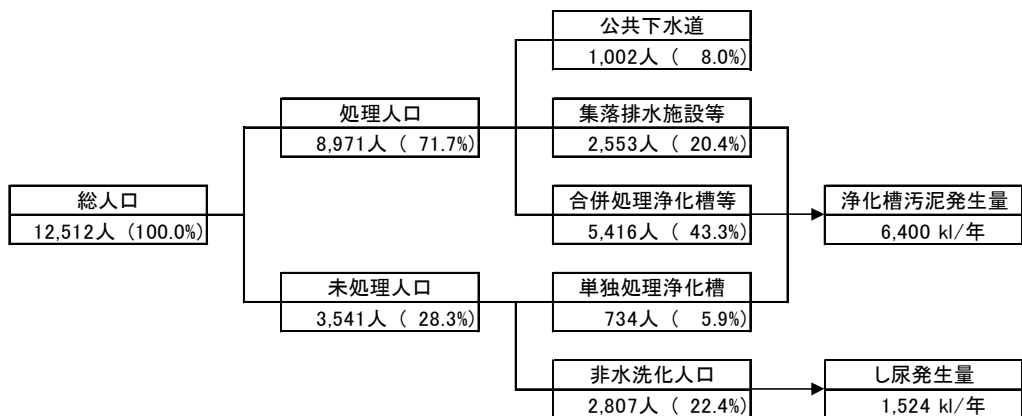 公共下水道
1,002人 ( 8.0%)
処理人口
8,971人 ( 71.7%)
集落排水施設等
2,553人 ( 20.4%)
総人口
12,512人 (100.0%)
合併処理浄化槽等
5,416人 ( 43.3%)
浄化槽汚泥発生量
6,400 kl/年
未処理人口
3,541人 ( 28.3%)
単独処理浄化槽
734人 ( 5.9%)
非水洗化人口
2,807人 ( 22.4%)
し尿発生量
1,524 kl/年